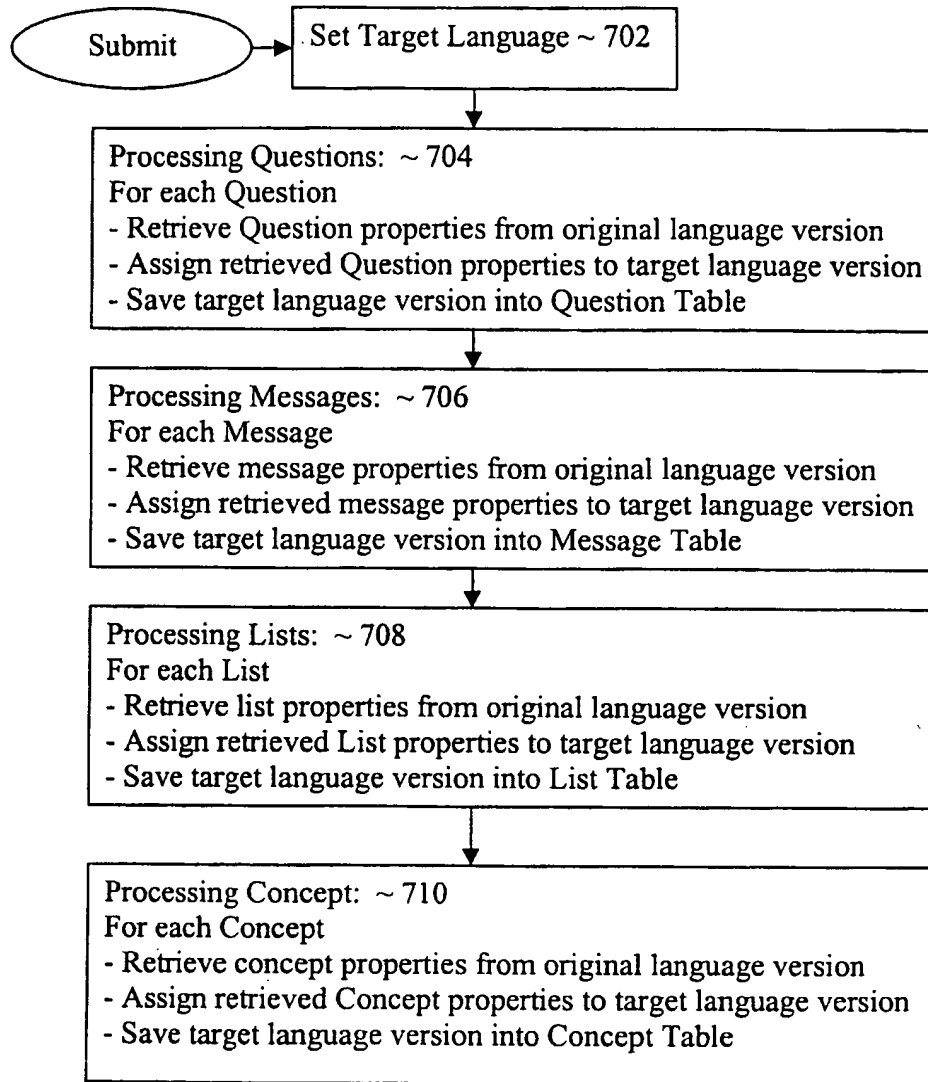 Submit
Set Target Language ~ 702
Processing Questions: ~ 704
For each Question
- Retrieve Question properties from original language version
- Assign retrieved Question properties to target language version
- Save target language version into Question Table
Processing Messages: ~ 706
For each Message
- Retrieve message properties from original language version
- Assign retrieved message properties to target language version
- Save target language version into Message Table
Processing Lists: ~ 708
For each List
- Retrieve list properties from original language version
- Assign retrieved List properties to target language version
- Save target language version into List Table
Processing Concept: ~ 710
For each Concept
- Retrieve concept properties from original language version
- Assign retrieved Concept properties to target language version
- Save target language version into Concept Table